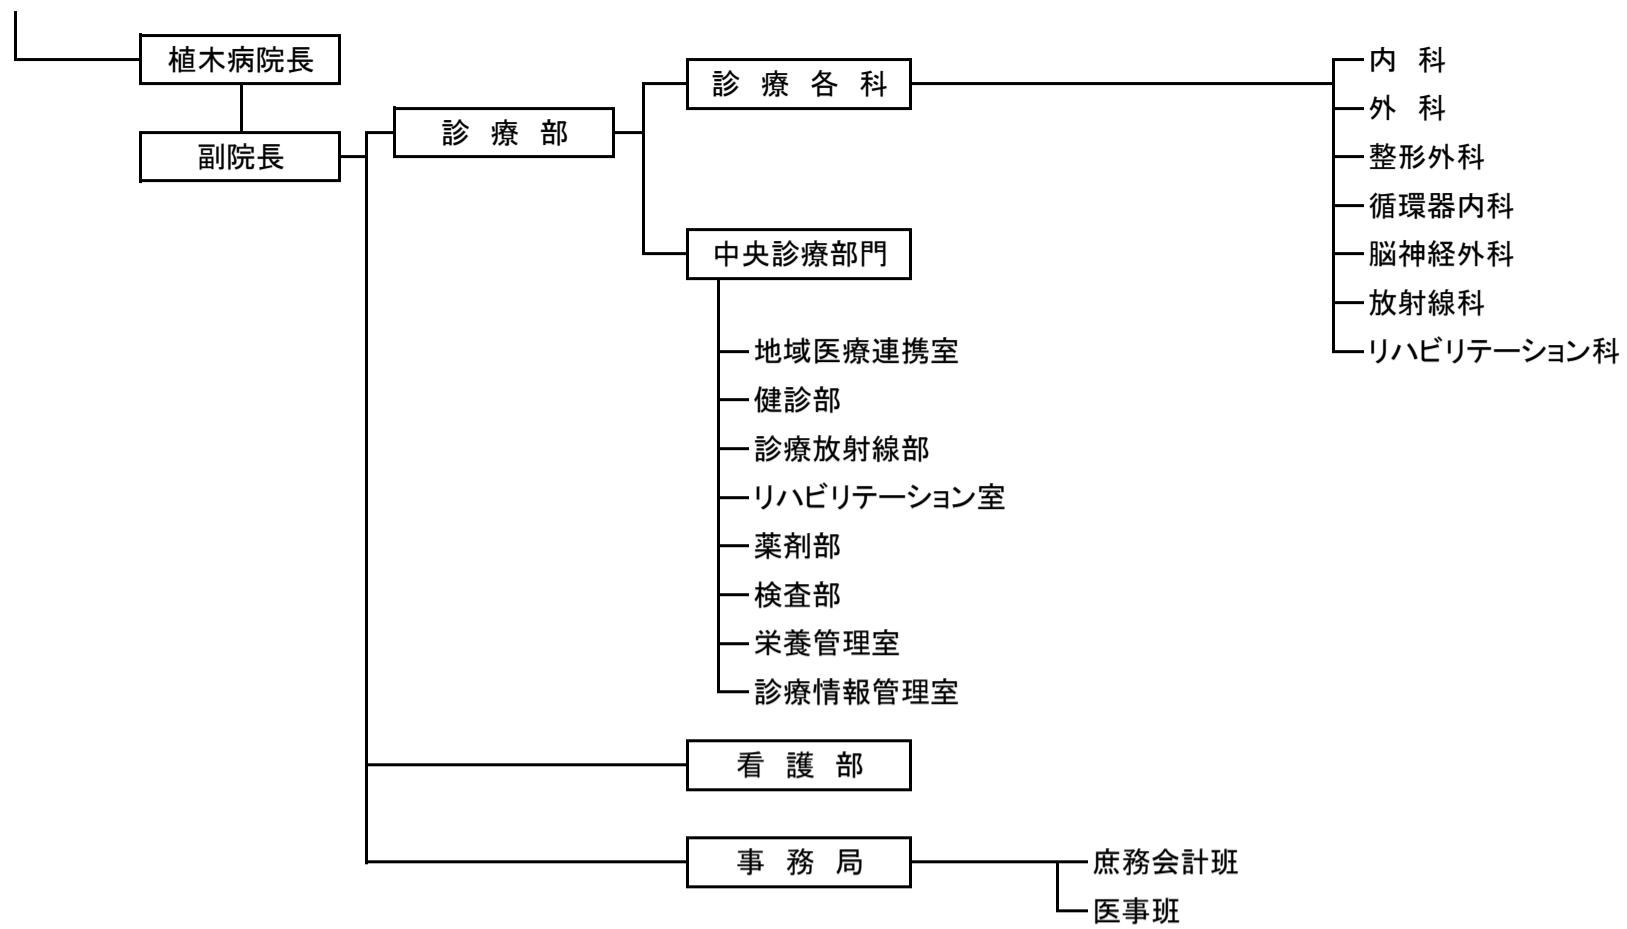 植木病院長
副院長
診　療　部
診　療　各　科
内　科
外　科
整形外科
循環器内科
脳神経外科
放射線科
リハビリテーション科
中央診療部門
地域医療連携室
健診部
診療放射線部
リハビリテーション室
薬剤部
検査部
栄養管理室
診療情報管理室
看　護　部
事　務　局
庶務会計班
医事班